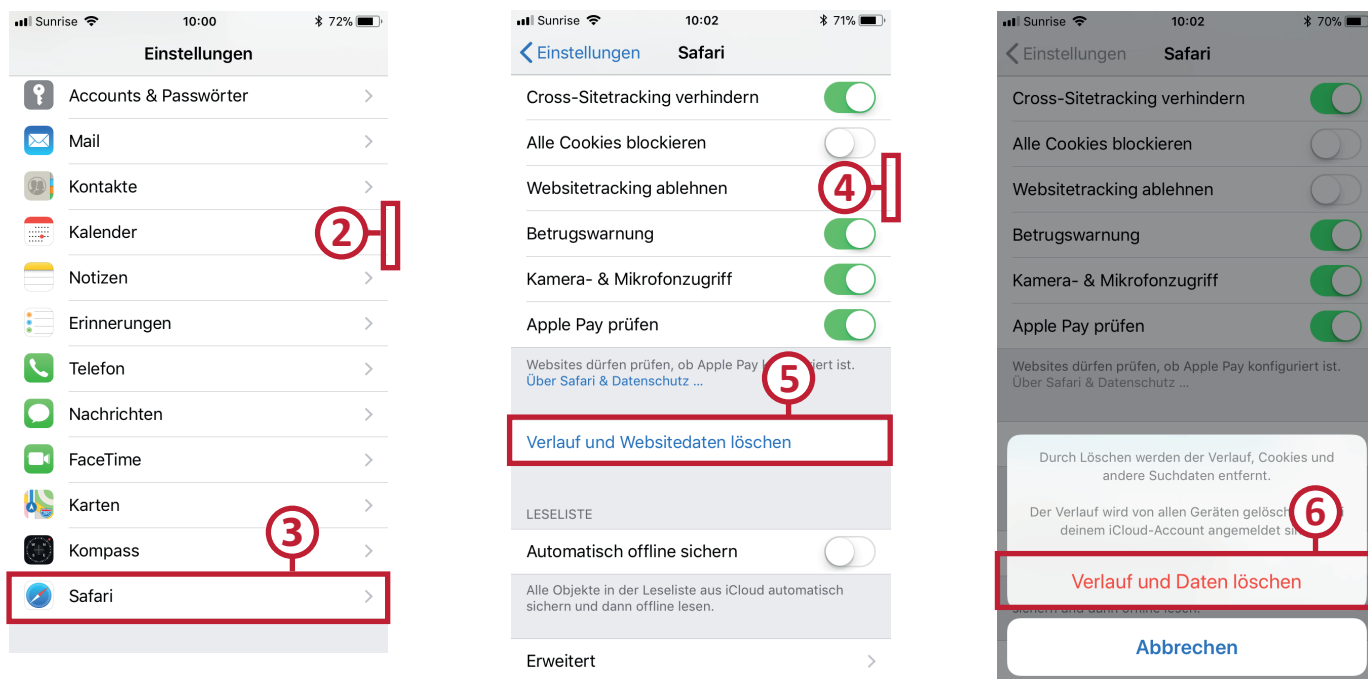 Sunrise 10:00 72%
Einstellungen
Accounts & Passwörter
Mail
Kontakte
Kalender
2
Notizen
Erinnerungen
Telefon
Nachrichten
FaceTime
Karten
3
Kompass
Safari
Sunrise 10:02 71%
Einstellungen Safari
Cross-Sitetracking verhindern
Alle Cookies blockieren
Websitetracking ablehnen
4
Betrugswarnung
Kamera- & Mikrofonzugriff
Apple Pay prüfen
Websites dürfen prüfen, ob Apple Pay iert ist.
Über Safari & Datenschutz ...
5
Verlauf und Websitedaten löschen
LESELISTE
Automatisch offline sichern
Alle Objekte in der Leseliste aus iCloud automatisch
sichern und dann offline lesen.
Erweitert
Sunrise 10:02 70%
Einstellungen Safari
Cross-Sitetracking verhindern
Alle Cookies blockieren
Websitetracking ablehnen
Betrugswarnung
Kamera- & Mikrofonzugriff
Apple Pay prüfen
Websites dürfen prüfen, ob Apple Pay konfiguriert ist.
Über Safari & Datenschutz ...
Durch Löschen werden der Verlauf, Cookies und
andere Suchdaten entfernt.
Der Verlauf wird von allen Geräten gelösch
6
deinem iCloud-Account angemeldet
Verlauf und Daten löschen
sichern und dann offline lesen.
Abbrechen